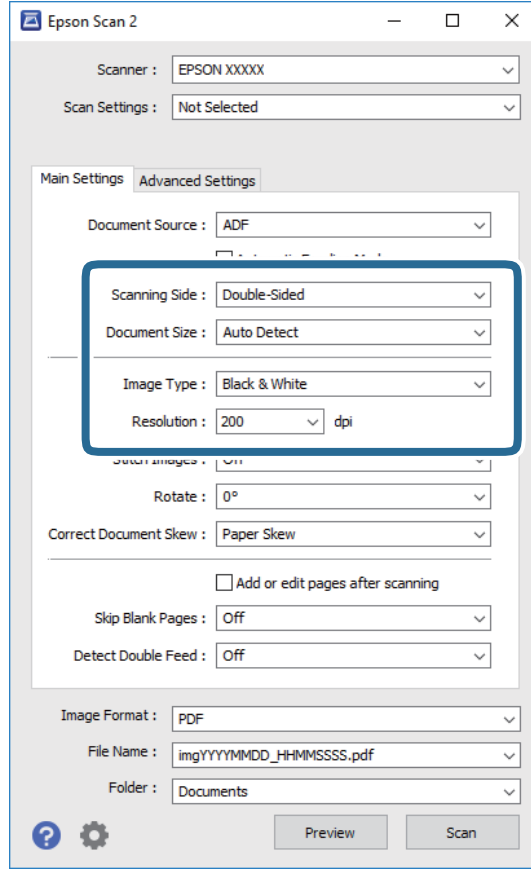 Epson Scan 2
Scanner : EPSON XXXXX
Scan Settings : Not Selected
Main Settings Advanced Settings
Document Source : ADF
Scanning Side : Double-Sided
Document Size : Auto Detect
Image Type : Black & White
Resolution : 200 dpi
Stitch Images : Off
Rotate : 0°
Correct Document Skew : Paper Skew
Add or edit pages after scanning
Skip Blank Pages : Off
Detect Double Feed : Off
Image Format : PDF
File Name : imgYYYYMMDD_HHMMSSSS.pdf
Folder : Documents
? Preview Scan